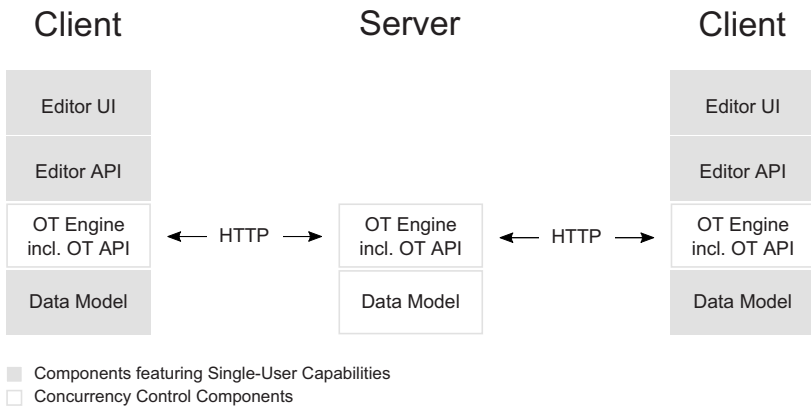 Client
Server
Client
Editor UI
Editor UI
Editor API
Editor API
OT Engine
incl. OT API
HTTP
OT Engine
incl. OT API
HTTP
OT Engine
incl. OT API
Data Model
Data Model
Data Model
Components featuring Single-User Capabilities
Concurrency Control Components